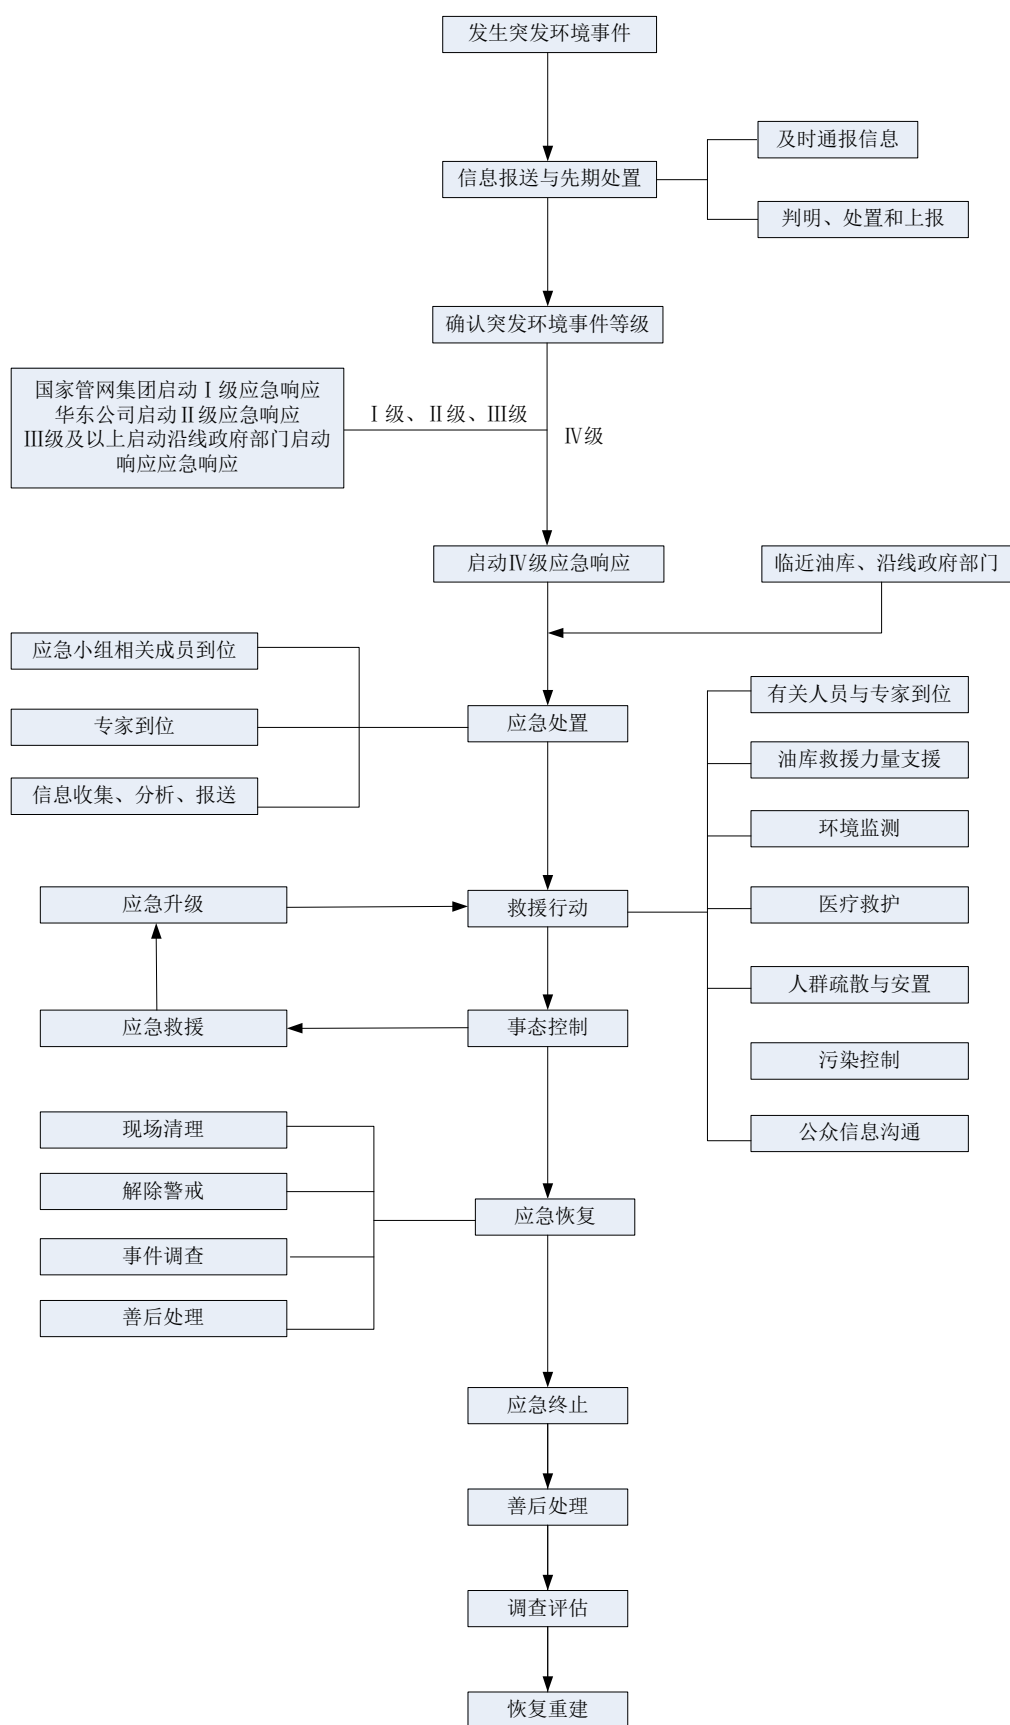 发生突发环境事件
及时通报信息
信息报送与先期处置
判明、处置和上报
确认突发环境事件等级
国家管网集团启动Ⅰ级应急响应
华东公司启动Ⅱ级应急响应
Ⅲ级及以上启动沿线政府部门启动
响应应急响应
Ⅰ级、Ⅱ级、Ⅲ级
Ⅳ级
启动Ⅳ级应急响应
临近油库、沿线政府部门
应急小组相关成员到位
专家到位
信息收集、分析、报送
应急处置
有关人员与专家到位
油库救援力量支援
环境监测
医疗救护
人群疏散与安置
污染控制
公众信息沟通
应急升级
救援行动
应急救援
事态控制
现场清理
解除警戒
事件调查
善后处理
应急恢复
应急终止
善后处理
调查评估
恢复重建